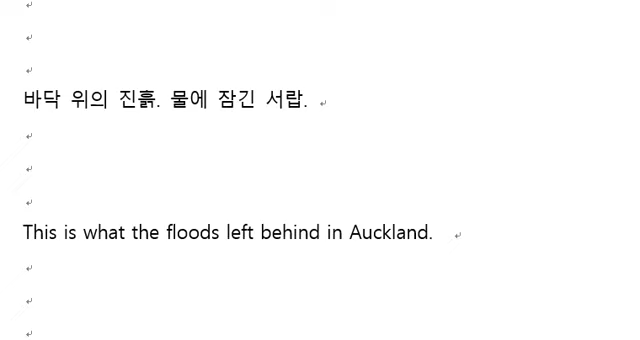 바닥 위의 진흙. 물에 잠긴 서랍.
This is what the floods left behind in Auckland.